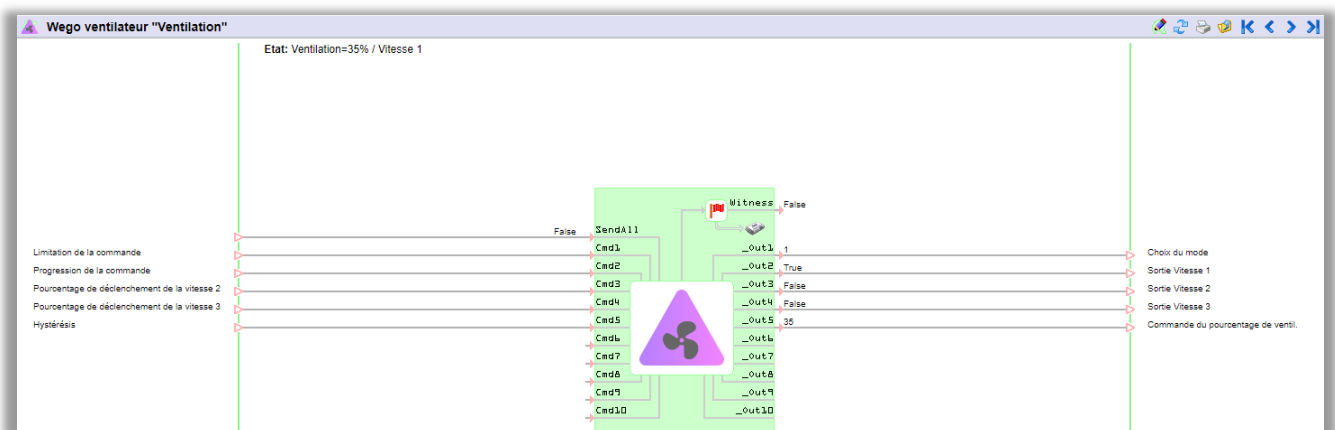 Wego ventilateur "Ventilation"
Etat: Ventilation=35% / Vitesse 1
Witness False
False SendAll
Limitation de la commande Cmd1 _Out1 1 Choix du mode
Progression de la commande Cmd2 _Out2 True Sortie Vitesse 1
Pourcentage de déclenchement de la vitesse 2 Cmd3 _Out3 False Sortie Vitesse 2
Pourcentage de déclenchement de la vitesse 3 Cmd4 _Out4 False Sortie Vitesse 3
Hystérésis Cmd5 _Out5 35 Commande du pourcentage de ventil.
Cmd6 _Out6
Cmd7 _Out7
Cmd8 _Out8
Cmd9 _Out9
Cmd10 _Out10